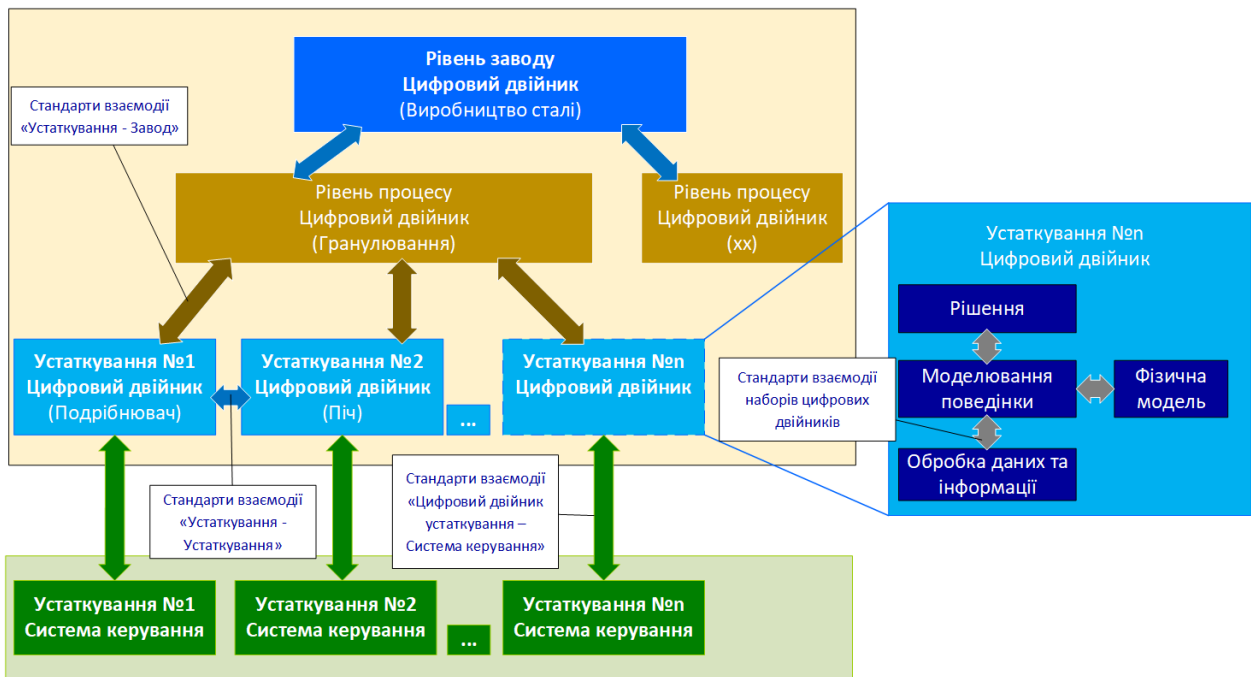 Рівень заводу
Цифровий двійник
(Виробництво сталі)
Стандарти взаємодії
«Устаткування - Завод»
Рівень процесу
Цифровий двійник
(Гранулювання)
Рівень процесу
Цифровий двійник
(xx)
Устаткування №1
Цифровий двійник
(Подрібнювач)
Устаткування №2
Цифровий двійник
(Піч)
...
Устаткування №n
Цифровий двійник
Стандарти взаємодії
«Устаткування -
Устаткування»
Стандарти взаємодії
«Цифровий двійник
устаткування –
Система керування»
Устаткування №1
Система керування
Устаткування №2
Система керування
...
Устаткування №n
Система керування
Устаткування №n
Цифровий двійник
Рішення
Стандарти взаємодії
наборів цифрових
двійників
Моделювання
поведінки
Фізична
модель
Обробка даних та
інформації